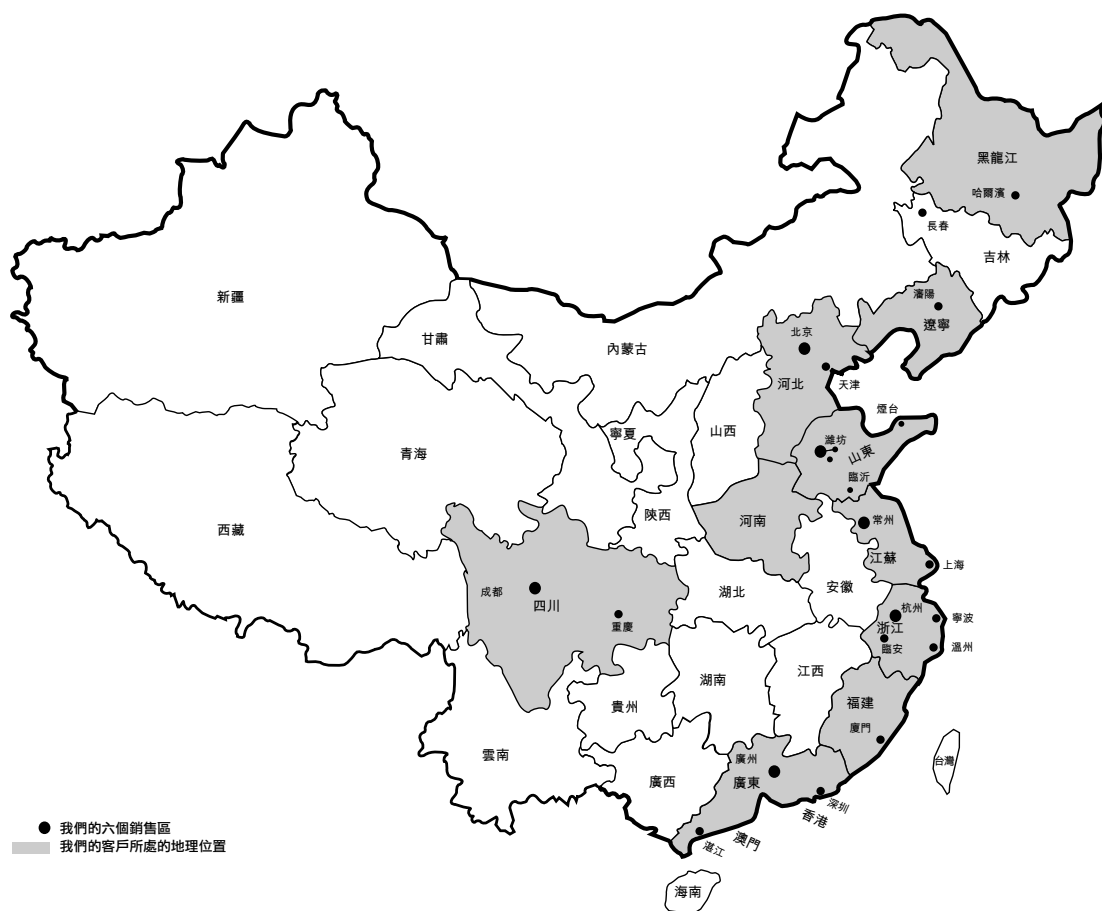 黑龍江
哈爾濱
長春
吉林
新疆
瀋陽
遼寧
甘肅
北京
內蒙古
河北
天津
煙台
山西
寧夏
濰坊
青海
山東
臨沂
陝西
河南
常州
西藏
江蘇
上海
安徽
成都
湖北
四川
杭州
重慶
寧波
浙江
臨安
溫州
江西
湖南
福建
貴州
廈門
雲南
廣州
台灣
廣西
廣東
深圳
香港
我們的六個銷售區
澳門
我們的客戶所處的地理位置
湛江
海南